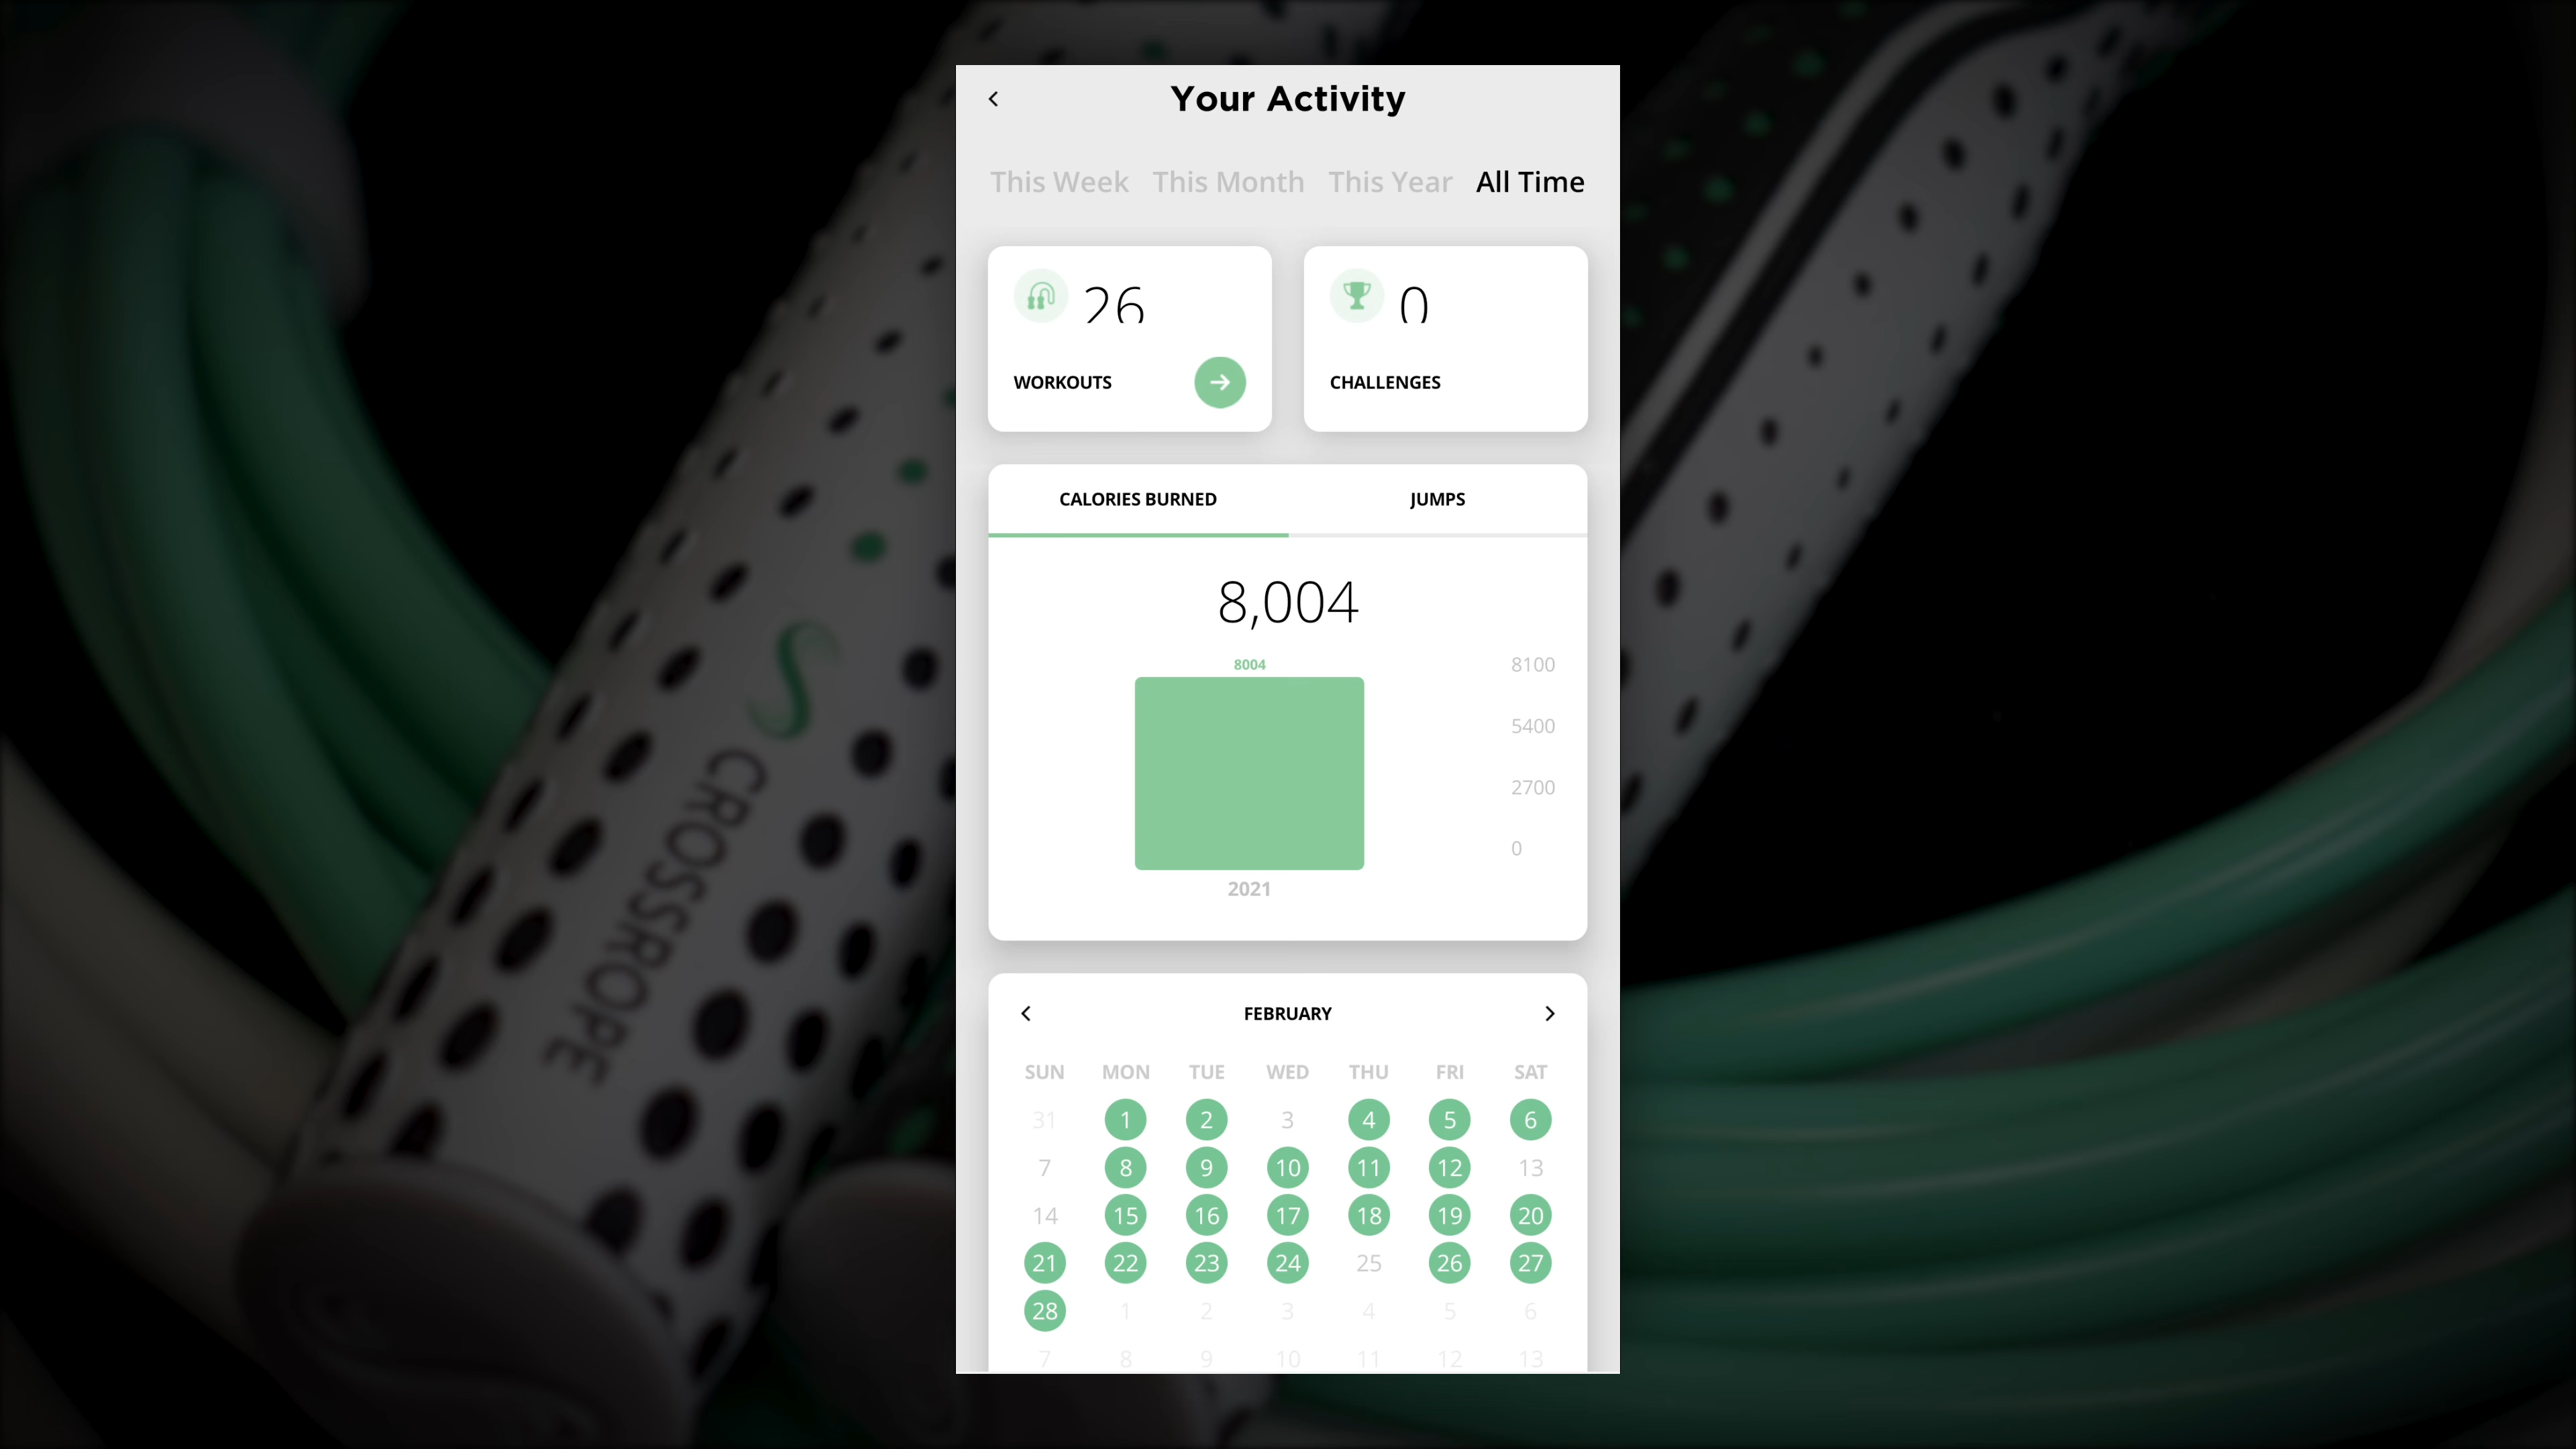 Your Activity
This Week This Month This Year All Time
26
WORKOUTS
0
CHALLENGES
CALORIES BURNED JUMPS
8,004
8004
8100
5400
2700
0
2021
FEBRUARY
SUN MON TUE WED THU FRI SAT
31 1 2 3 4 5 6
7 8 9 10 11 12 13
14 15 16 17 18 19 20
21 22 23 24 25 26 27
28 1 2 3 4 5 6
7 8 9 10 11 12 13
CROSSROPE